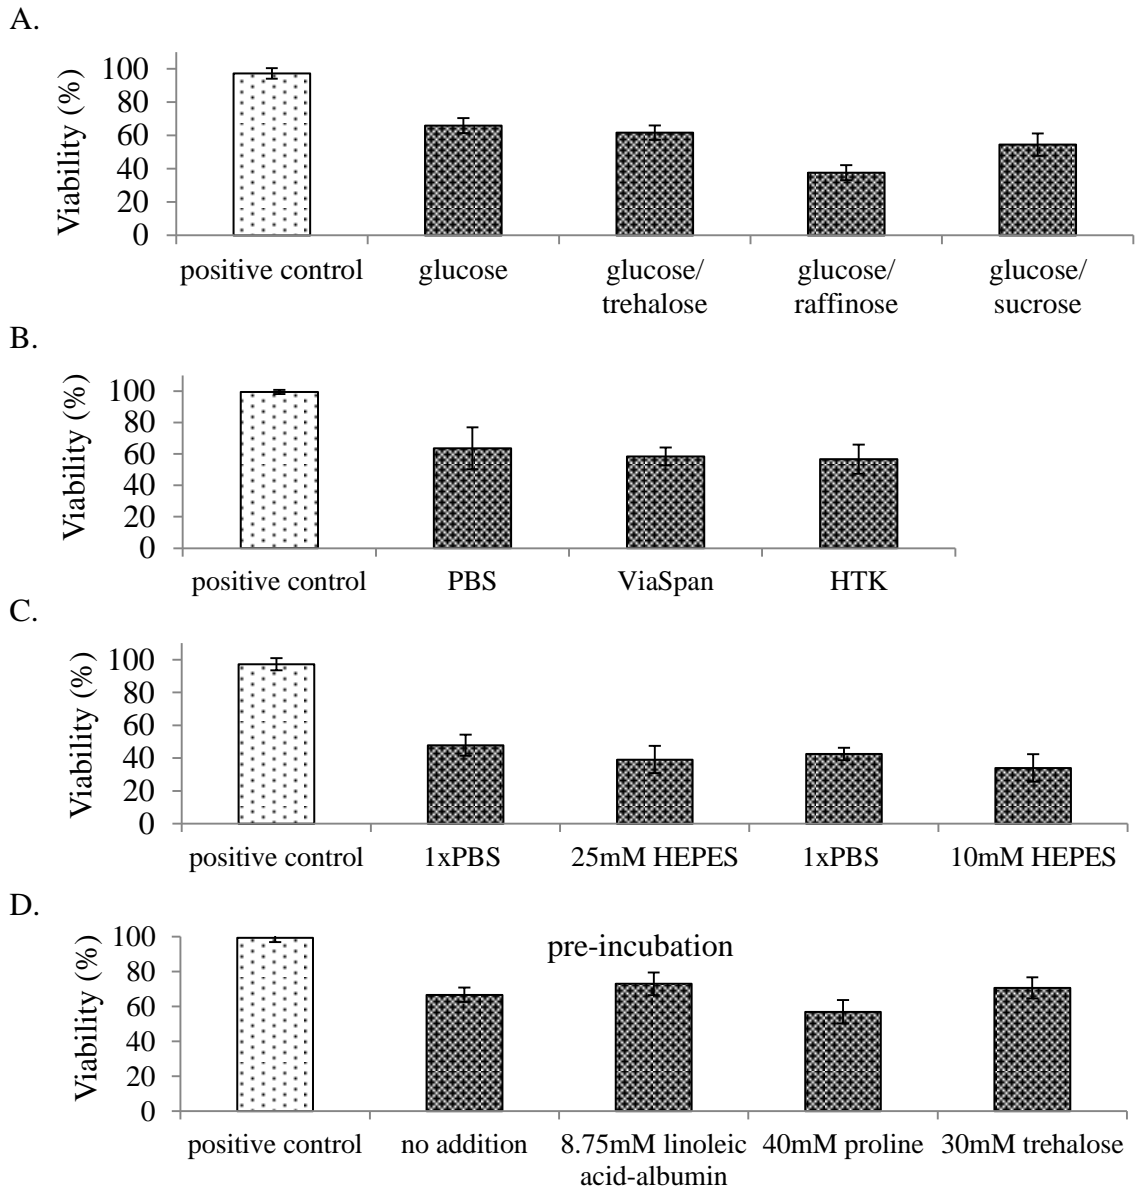 A.
Viability (%)
100
80
60
40
20
0
positive control
glucose
glucose/
trehalose
glucose/
raffinose
glucose/
sucrose
B.
Viability (%)
100
80
60
40
20
0
positive control
PBS
ViaSpan
HTK
C.
Viability (%)
100
80
60
40
20
0
positive control
1xPBS
25mM HEPES
1xPBS
10mM HEPES
D.
Viability (%)
100
80
60
40
20
0
pre-incubation
positive control
no addition
8.75mM linoleic
acid-albumin
40mM proline
30mM trehalose